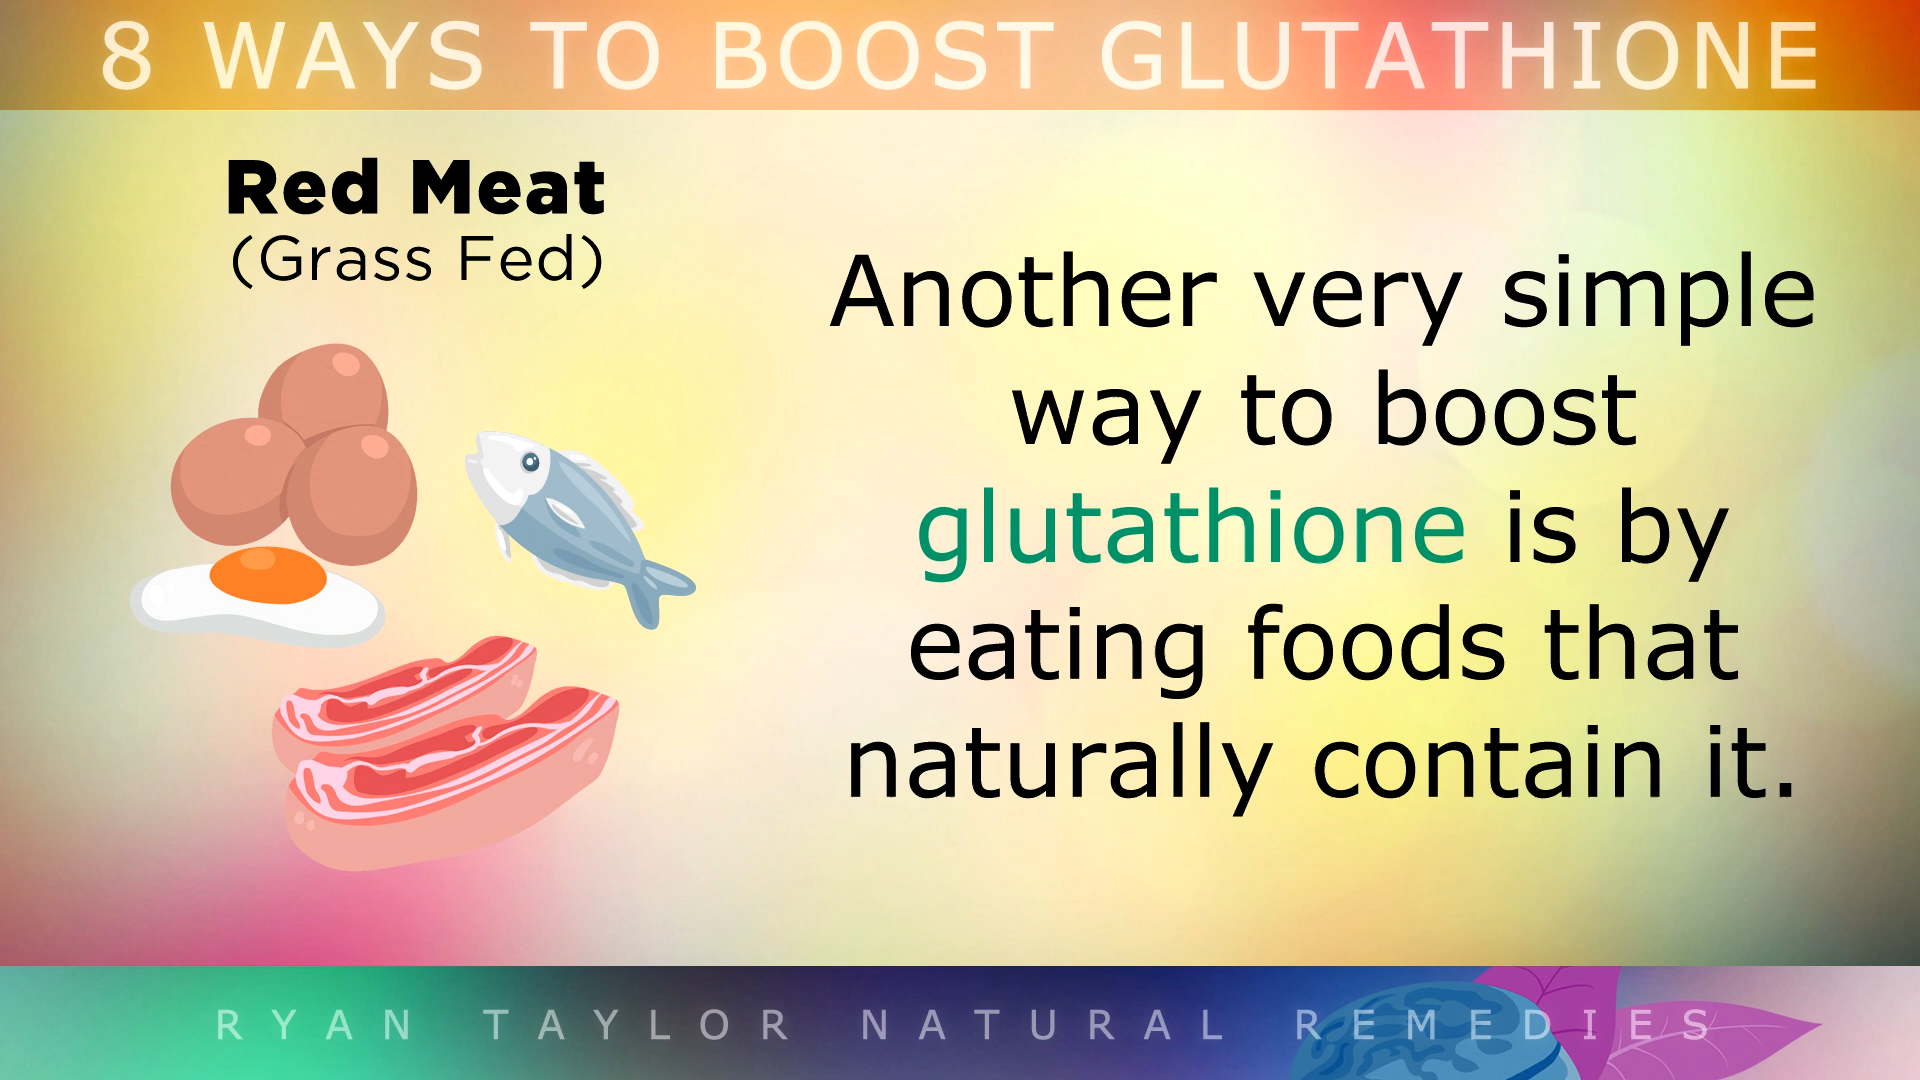 8 WAYS TO BOOST GLUTATHIONE
Red Meat
(Grass Fed)
Another very simple
way to boost
glutathione is by
eating foods that
naturally contain it.
RYAN TAYLOR NATURAL REMEDIES